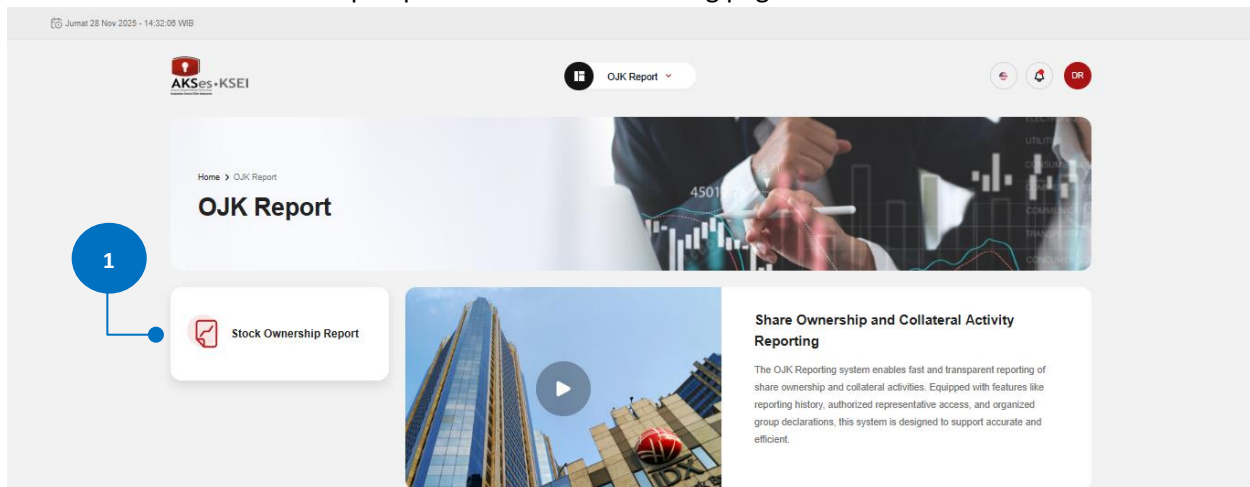 Jumat 28 Nov 2025 - 14:32:06 WIB
AKSes•KSEI
OJK Report
DR
Home > OJK Report
OJK Report
4501
1
Stock Ownership Report
Share Ownership and Collateral Activity
Reporting
The OJK Reporting system enables fast and transparent reporting of
share ownership and collateral activities. Equipped with features like
reporting history, authorized representative access, and organized
group declarations, this system is designed to support accurate and
efficient.
IDX